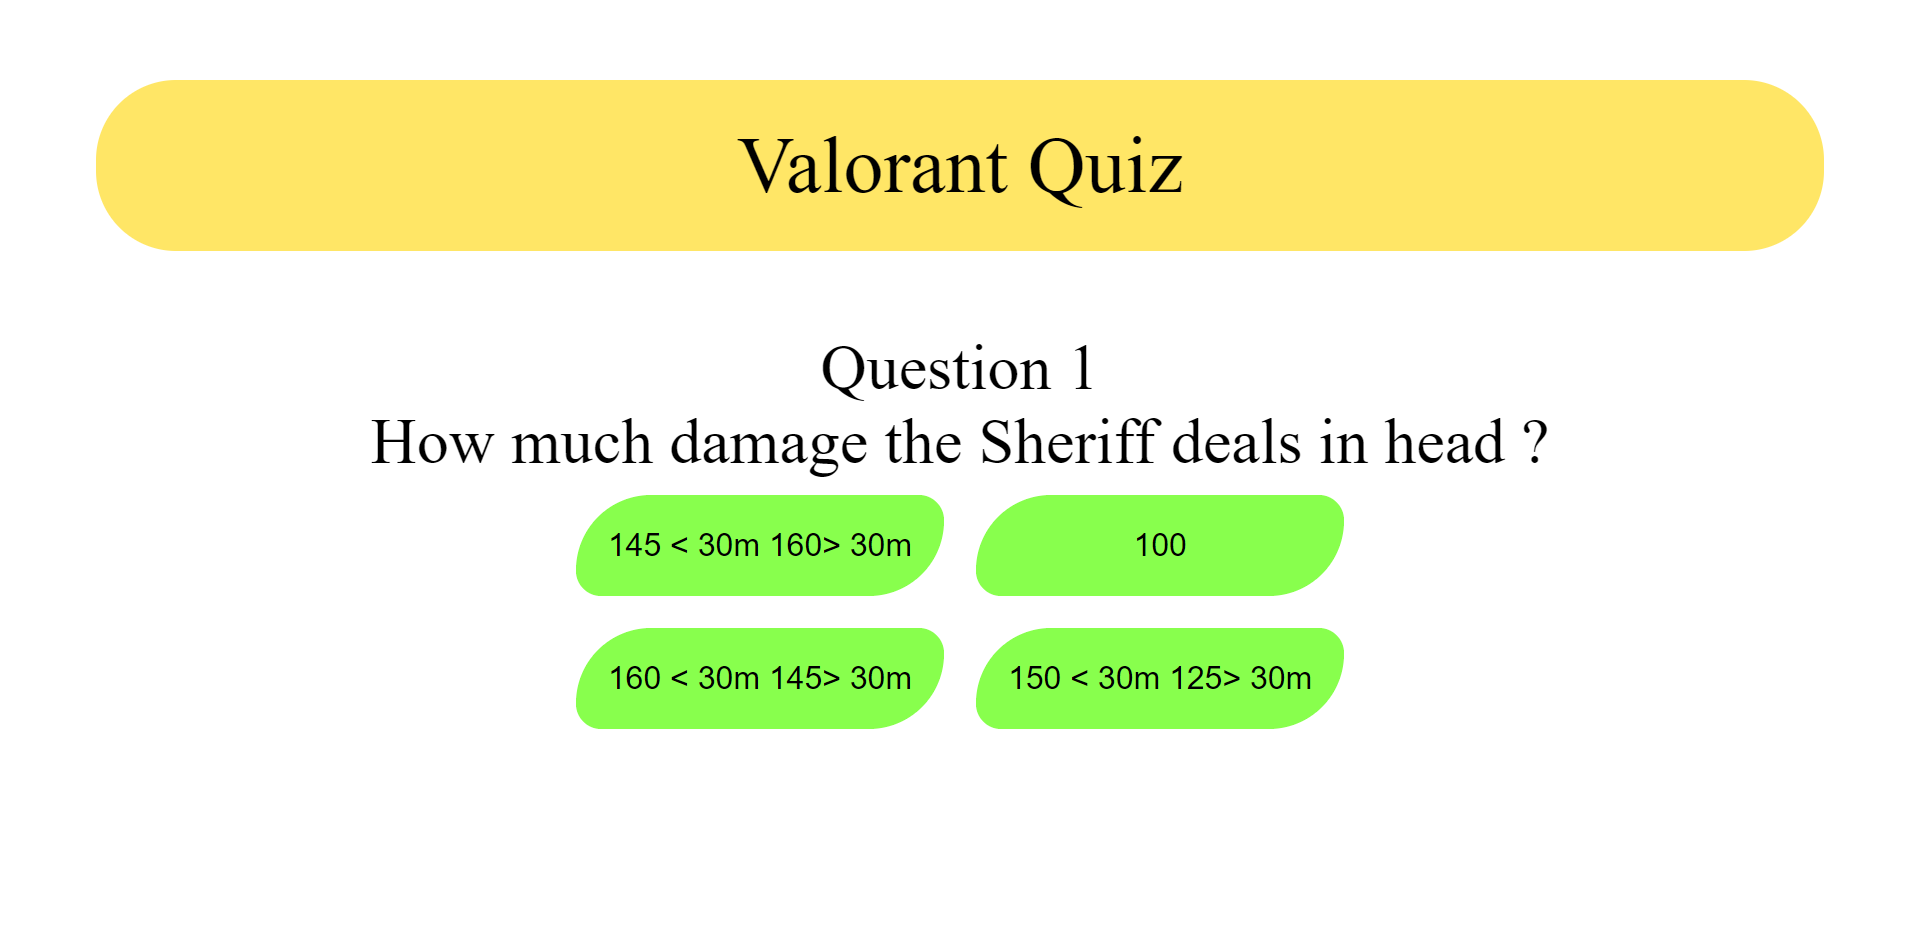 Valorant Quiz
Question 1
How much damage the Sheriff deals in head ?
145 < 30m 160> 30m
100
160 < 30m 145> 30m
150 < 30m 125> 30m